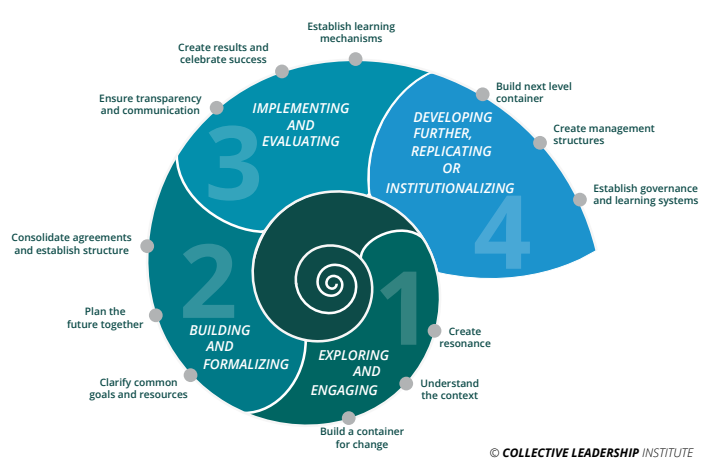 Establish learning
mechanisms
Create results and
celebrate success
Ensure transparency
and communication
IMPLEMENTING
AND
EVALUATING
3
DEVELOPING
FURTHER,
REPLICATING
OR
INSTITUTIONALIZING
4
Build next level
container
Create management
structures
Establish governance
and learning systems
Consolidate agreements
and establish structure
Plan the
future together
Clarify common
goals and resources
2
BUILDING
AND
FORMALIZING
1
EXPLORING
AND
ENGAGING
Create
resonance
Understand
the context
Build a container
for change
© COLLECTIVE LEADERSHIP INSTITUTE